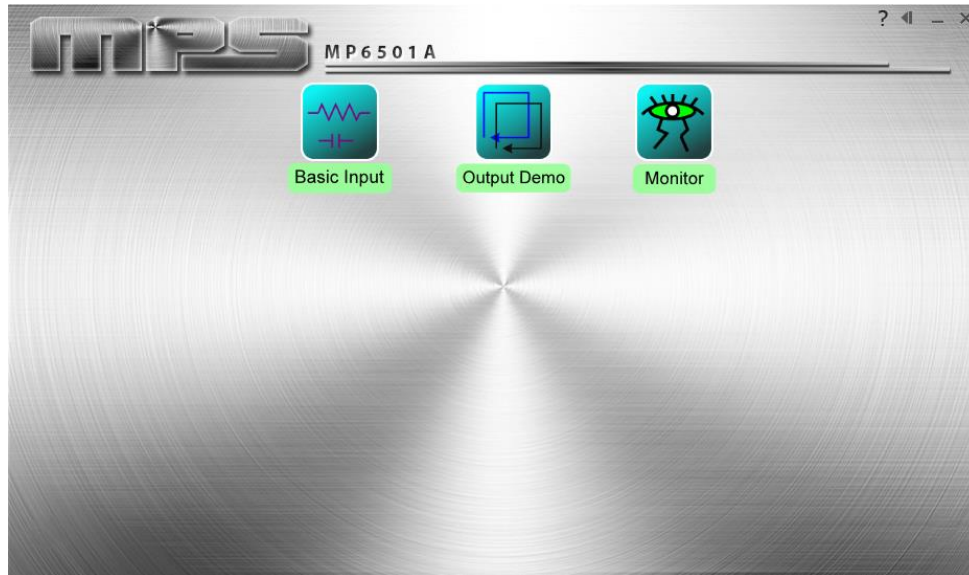 MPS
MP6501A
?
Basic Input
Output Demo
Monitor